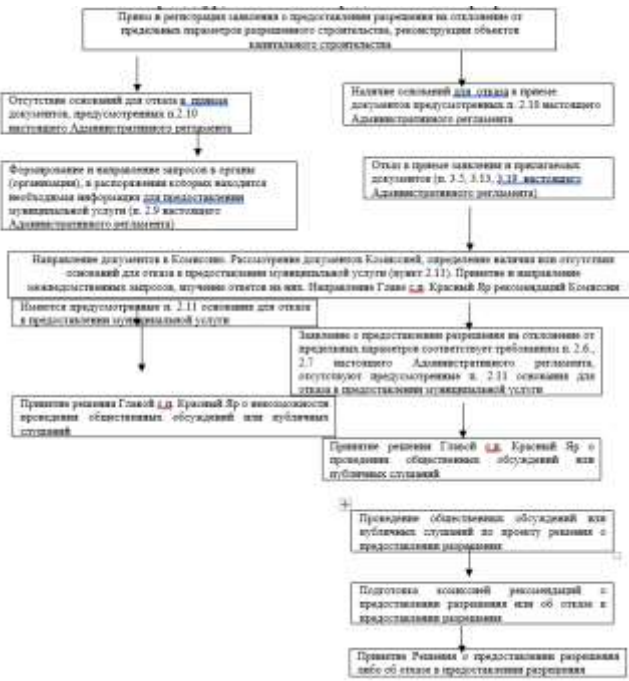 Прием и регистрация заявления о предоставлении разрешения на отклонение от
предельных параметров разрешенного строительства, реконструкции объектов
капитального строительства
Отсутствие оснований для отказа в приеме
документов, предусмотренных п.2.10
настоящего Административного регламента
Наличие оснований для отказа в приеме
документов предусмотренных п. 2.10 настоящего
Административного регламента
Формирование и направление запросов в органы
(организации), в распоряжении которых находится
необходимая информация для предоставления
муниципальной услуги (п. 2.9 настоящего
Административного регламента)
Отказ в приеме заявления и прилагаемых
документов (п. 3.5, 3.13, 3.18 настоящего
Административного регламента)
Направление документов в Комиссию. Рассмотрение документов Комиссией, определение наличия или отсутствия
оснований для отказа в предоставлении муниципальной услуги (пункт 2.11). Принятие и направление
межведомственных запросов, изучение ответов на них. Направление Главе с.п. Красный Яр рекомендаций Комиссии
Имеются предусмотренные п. 2.11 основания для отказа
в предоставлении муниципальной услуги
Заявление о предоставлении разрешения на отклонение от
предельных параметров соответствует требованиям п. 2.6.,
2.7 настоящего Административного регламента,
отсутствуют предусмотренные п. 2.11 основания для
отказа в предоставлении муниципальной услуги
Принятие решения Главой с.п. Красный Яр о невозможности
проведения общественных обсуждений или публичных
слушаний
Принятие решения Главой с.п. Красный Яр о
проведении общественных обсуждений или
публичных слушаний
Проведение общественных обсуждений или
публичных слушаний по проекту решения о
предоставлении разрешения
Подготовка комиссией рекомендаций о
предоставлении разрешения или об отказе в
предоставлении разрешения
Принятие Решения о предоставлении разрешения
либо об отказе в предоставлении разрешения